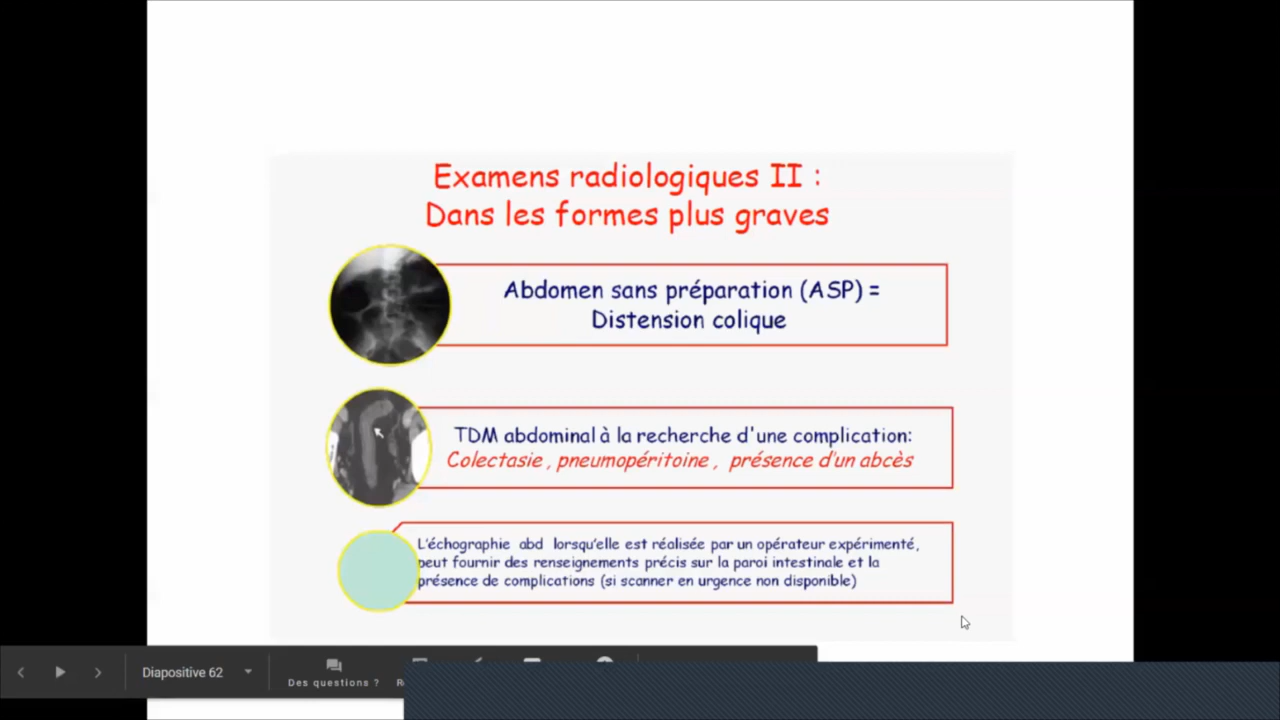 Examens radiologiques II :
Dans les formes plus graves
Abdomen sans préparation (ASP) =
Distension colique
TDM abdominal à la recherche d'une complication:
Colectasie , pneumopéritoine , présence d'un abcès
L'échographie abd lorsqu'elle est réalisée par un opérateur expérimenté,
peut fournir des renseignements précis sur la paroi intestinale et la
présence de complications (si scanner en urgence non disponible)
Diapositive 62
Des questions ?